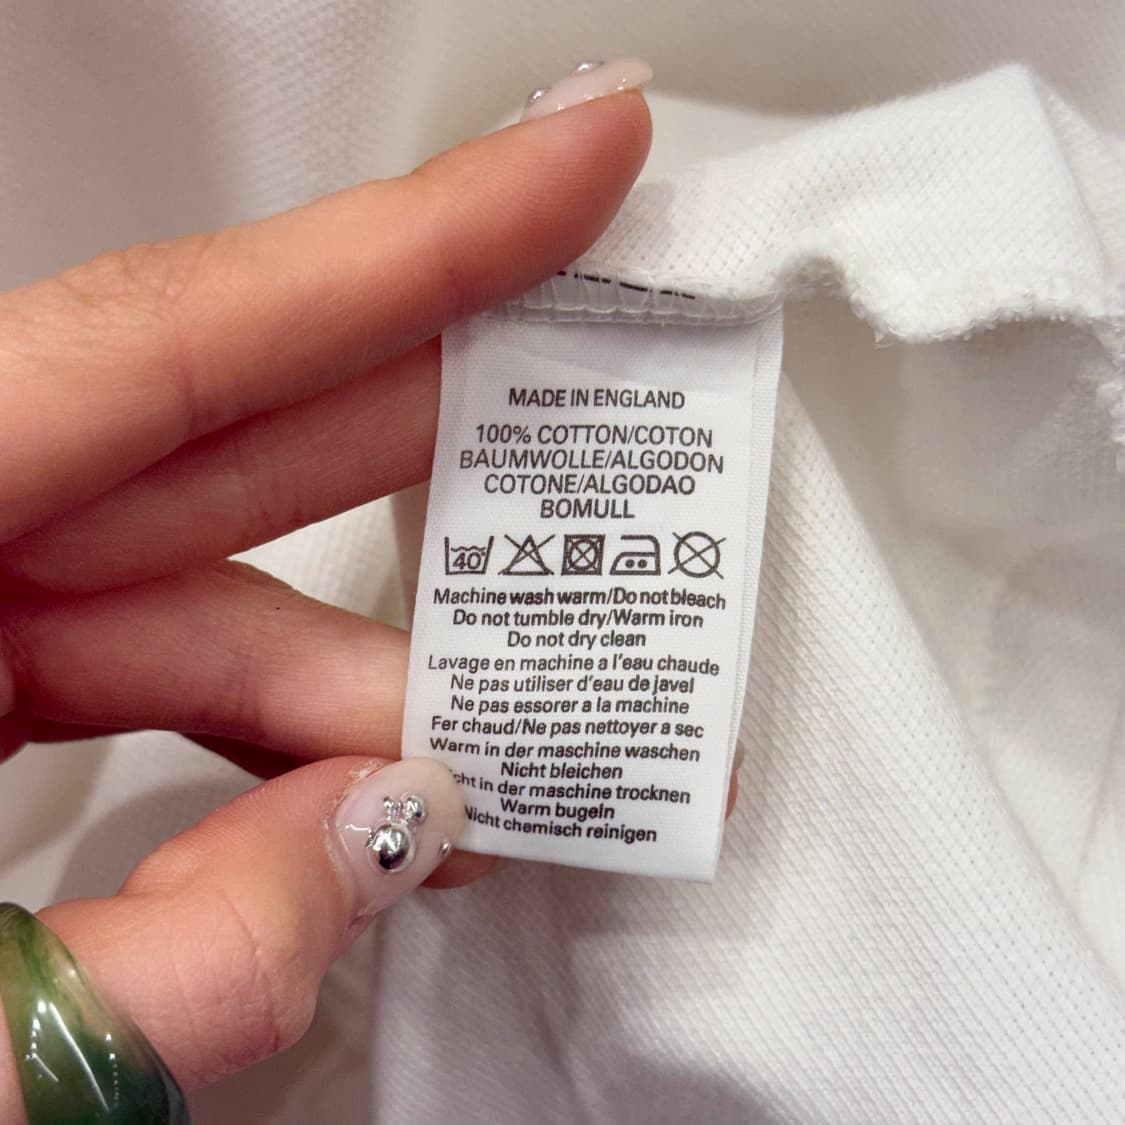 MADE IN ENGLAND
100% COTTON/COTON
BAUMWOLLE/ALGODON
COTONE/ALGODAO
BOMULL
40
Machine wash warm/Do not bleach
Do not tumble dry/Warm iron
Do not dry clean
Lavage en machine a l'eau chaude
Ne pas utiliser d'eau de javel
Ne pas essorer a la machine
Fer chaud/Ne pas nettoyer a sec
Warm in der maschine waschen
Nicht bleichen
in der maschine trocknen
Warm bugeln
Nicht chemisch reinigen